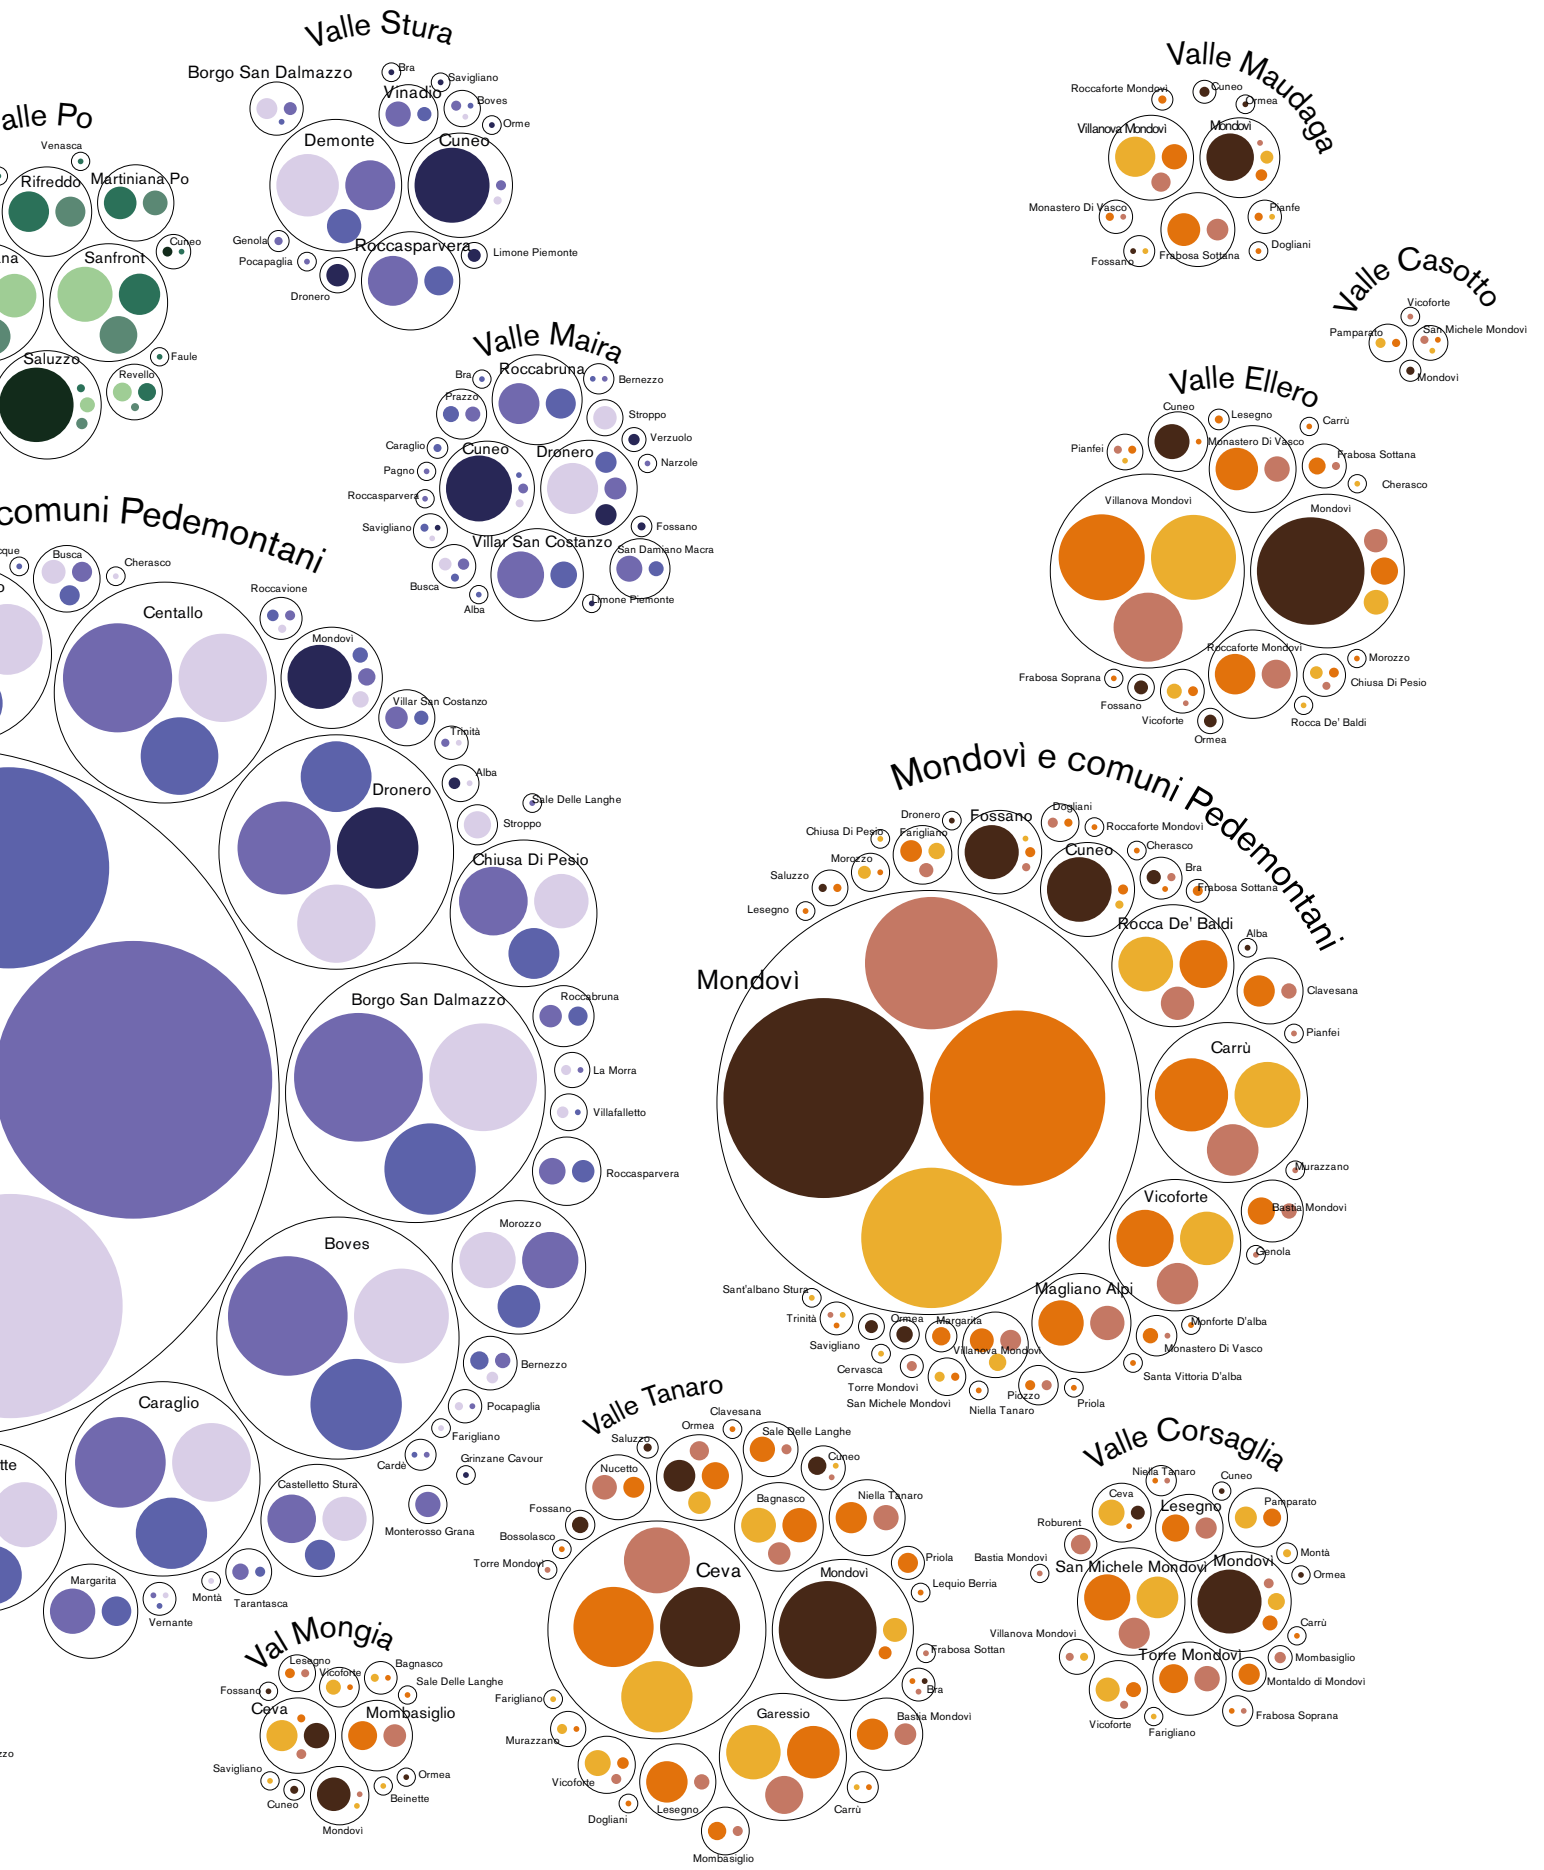 Valle Stura
Borgo San Dalmazzo
Bra
Savigliano
Vinadio
Boves
Orme
Demonte
Cuneo
Genola
Pocapaglia
Dronero
Roccasparvera
Limone Piemonte
alle Po
Venasca
Rifreddo
Martiniana Po
Cuneo
na
Sanfront
Faule
Saluzzo
Revello
Valle Maira
Bra
Roccabruna
Bernezzo
Prazzo
Stroppo
Caraglio
Cuneo
Dronero
Verzuolo
Pagno
Narzole
Roccasparvera
Savigliano
Fossano
Villar San Costanzo
San Damiano Macra
Busca
Alba
Limone Piemonte
comuni Pedemontani
cque
Busca
Cherasco
o
Centallo
Roccavione
Mondovì
Villar San Costanzo
Trinità
Alba
Dronero
Sale Delle Langhe
Stroppo
Chiusa Di Pesio
Borgo San Dalmazzo
Roccabruna
La Morra
Villafalletto
Roccasparvera
Boves
Morozzo
Bernezzo
Pocapaglia
Farigliano
Cardè
Grinzane Cavour
Caraglio
tte
Castelletto Stura
Monterosso Grana
Margarita
Vernante
Montà
Tarantasca
zzo
Valle Maudaga
Roccaforte Mondovì
Cuneo
Ormea
Villanova Mondovì
Mondovì
Monastero Di Vasco
Pianfe
Fossano
Frabosa Sottana
Dogliani
Valle Casotto
Vicoforte
Pamparato
San Michele Mondovì
Mondovì
Valle Ellero
Cuneo
Lesegno
Carrù
Pianfei
Monastero Di Vasco
Frabosa Sottana
Cherasco
Villanova Mondovì
Mondovì
Roccaforte Mondovì
Morozzo
Frabosa Soprana
Chiusa Di Pesio
Fossano
Vicoforte
Rocca De' Baldi
Ormea
Mondovì e comuni Pedemontani
Dronero
Fossano
Dogliani
Roccaforte Mondovì
Chiusa Di Pesio
Farigliano
Cuneo
Cherasco
Morozzo
Bra
Saluzzo
Frabosa Sottana
Lesegno
Rocca De' Baldi
Alba
Mondovì
Clavesana
Pianfei
Carrù
Murazzano
Vicoforte
Bastia Mondovì
Genola
Magliano Alpi
Sant'albano Stura
Trinità
Ormea
Margarita
Monforte D'alba
Savigliano
Villanova Mondovì
Monastero Di Vasco
Cervasca
Santa Vittoria D'alba
Torre Mondovì
Piozzo
San Michele Mondovì
Niella Tanaro
Priola
Valle Tanaro
Clavesana
Ormea
Sale Delle Langhe
Saluzzo
Cuneo
Nucetto
Bagnasco
Niella Tanaro
Fossano
Bossolasco
Torre Mondovì
Ceva
Mondovì
Priola
Lequio Berria
Frabosa Sottan
Bra
Farigliano
Garessio
Bastia Mondovì
Murazzano
Vicoforte
Lesegno
Carrù
Dogliani
Mombasiglio
Valle Corsaglia
Niella Tanaro
Cuneo
Ceva
Lesegno
Pamparato
Roburent
Montà
Bastia Mondovì
San Michele Mondovì
Mondovì
Ormea
Carrù
Villanova Mondovì
Torre Mondovì
Mombasiglio
Montaldo di Mondovì
Vicoforte
Farigliano
Frabosa Soprana
Val Mongia
Lesegno
Vicoforte
Bagnasco
Fossano
Sale Delle Langhe
Ceva
Mombasiglio
Savigliano
Ormea
Cuneo
Beinette
Mondovì